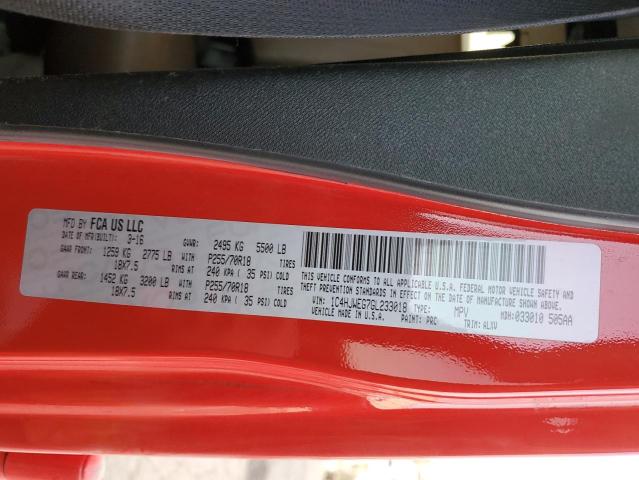 MFD BY FCA US LLC
DATE OF MFR(BUILT): 3-16 GVWR: 2495 KG 5500 LB
GAWR FRONT: 1259 KG 2775 LB WITH P255/70R18 TIRES
18X7.5 RIMS AT 240 KPA ( 35 PSI) COLD
GAWR REAR: 1452 KG 3200 LB WITH P255/70R18 TIRES
18X7.5 RIMS AT 240 KPA ( 35 PSI) COLD
THIS VEHICLE CONFORMS TO ALL APPLICABLE U.S.A. FEDERAL MOTOR VEHICLE SAFETY AND
THEFT PREVENTION STANDARDS IN EFFECT ON THE DATE OF MANUFACTURE SHOWN ABOVE.
VIN: 1C4HJWEG7GL233018 TYPE: MPV MDH: 033010 505AA
MADE IN U.S.A. PAINT: PRC TRIM: ALXV